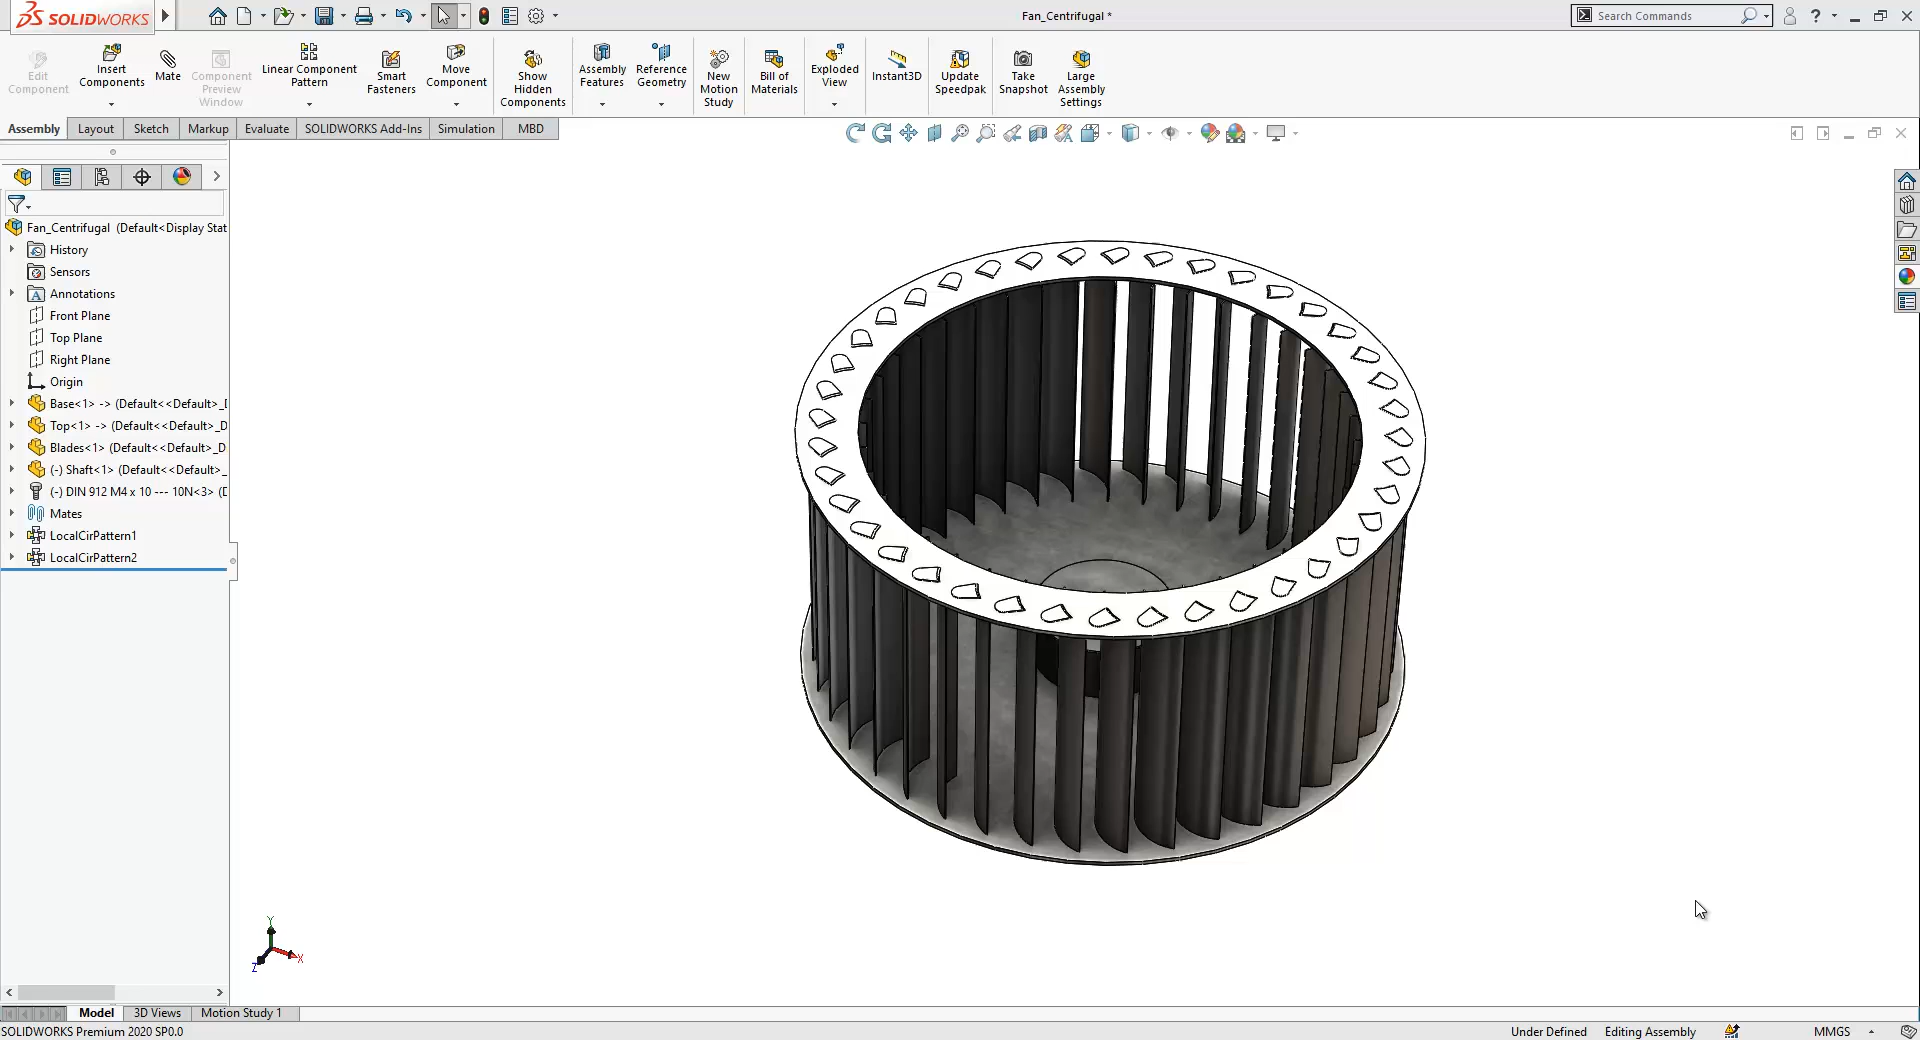 SOLIDWORKS
Fan_Centrifugal *
Search Commands
Edit
Component
Insert
Components
Mate
Component
Preview
Window
Linear Component
Pattern
Smart
Fasteners
Move
Component
Show
Hidden
Components
Assembly
Features
Reference
Geometry
New
Motion
Study
Bill of
Materials
Exploded
View
Instant3D
Update
Speedpak
Take
Snapshot
Large
Assembly
Settings
Assembly
Layout
Sketch
Markup
Evaluate
SOLIDWORKS Add-Ins
Simulation
MBD
Fan_Centrifugal (Default<Display Stat
History
Sensors
Annotations
Front Plane
Top Plane
Right Plane
Origin
Base<1> -> (Default<<Default>_D
Top<1> -> (Default<<Default>_D
Blades<1> (Default<<Default>_D
(-) Shaft<1> (Default<<Default>_
(-) DIN 912 M4 x 10 --- 10N<3> (D
Mates
LocalCirPattern1
LocalCirPattern2
Y
X
Z
Model
3D Views
Motion Study 1
SOLIDWORKS Premium 2020 SP0.0
Under Defined
Editing Assembly
MMGS